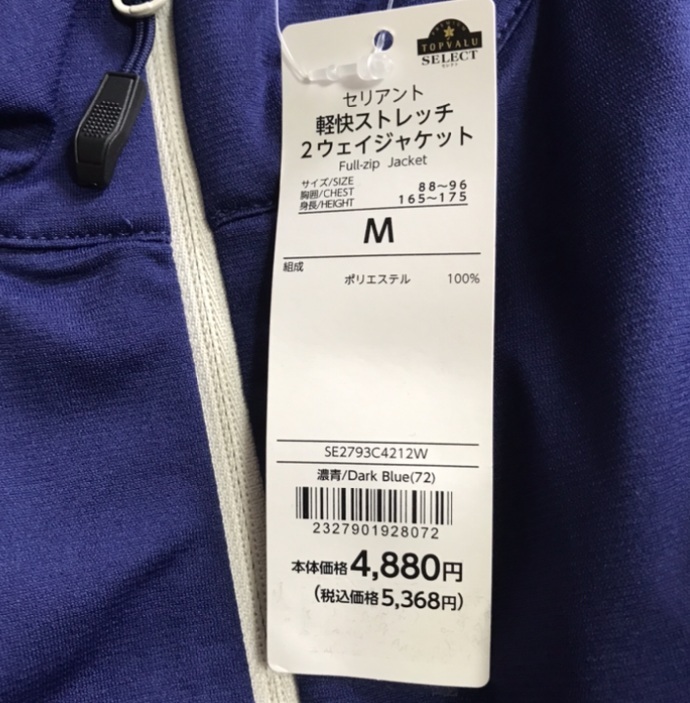 TOPVALU
SELECT
セリアント
軽快ストレッチ
2ウェイジャケット
Full-zip Jacket
サイズ/SIZE
胸囲/CHEST 88~96
身長/HEIGHT 165~175
M
組成
ポリエステル 100%
SE2793C4212W
濃青/Dark Blue(72)
2327901928072
本体価格4,880円
(税込価格5,368円)